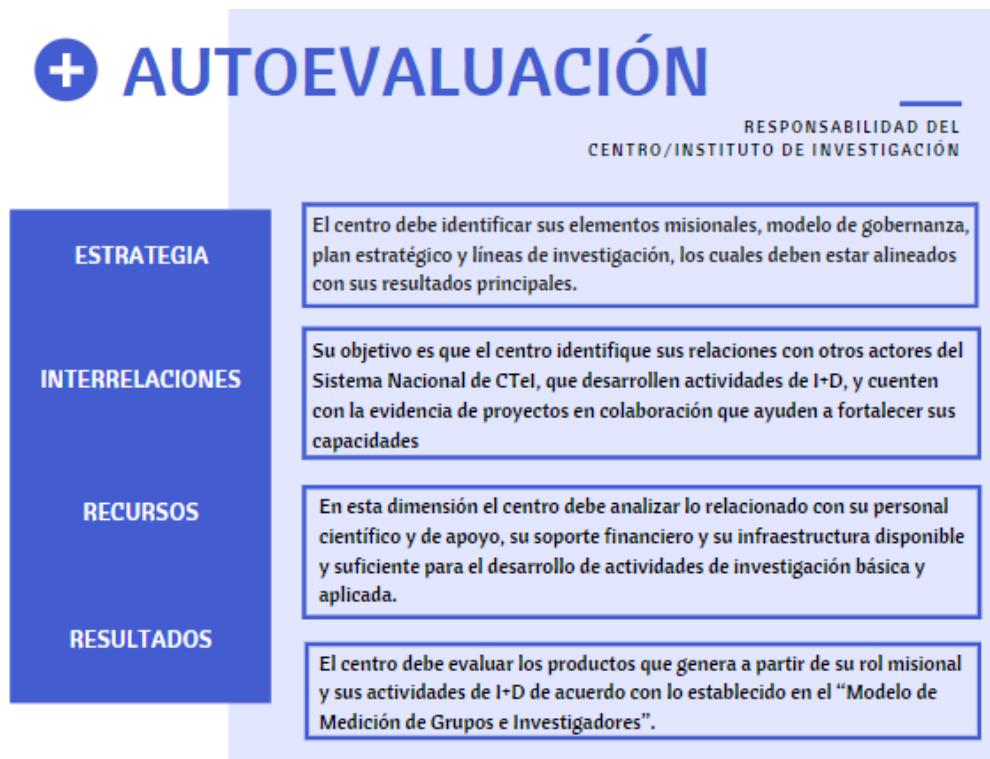 AUTOEVALUACIÓN
RESPONSABILIDAD DEL
CENTRO/INSTITUTO DE INVESTIGACIÓN
ESTRATEGIA
El centro debe identificar sus elementos misionales, modelo de gobernanza,
plan estratégico y líneas de investigación, los cuales deben estar alineados
con sus resultados principales.
INTERRELACIONES
Su objetivo es que el centro identifique sus relaciones con otros actores del
Sistema Nacional de CTeI, que desarrollen actividades de I+D, y cuenten
con la evidencia de proyectos en colaboración que ayuden a fortalecer sus
capacidades
RECURSOS
En esta dimensión el centro debe analizar lo relacionado con su personal
científico y de apoyo, su soporte financiero y su infraestructura disponible
y suficiente para el desarrollo de actividades de investigación básica y
aplicada.
RESULTADOS
El centro debe evaluar los productos que genera a partir de su rol misional
y sus actividades de I+D de acuerdo con lo establecido en el “Modelo de
Medición de Grupos e Investigadores”.